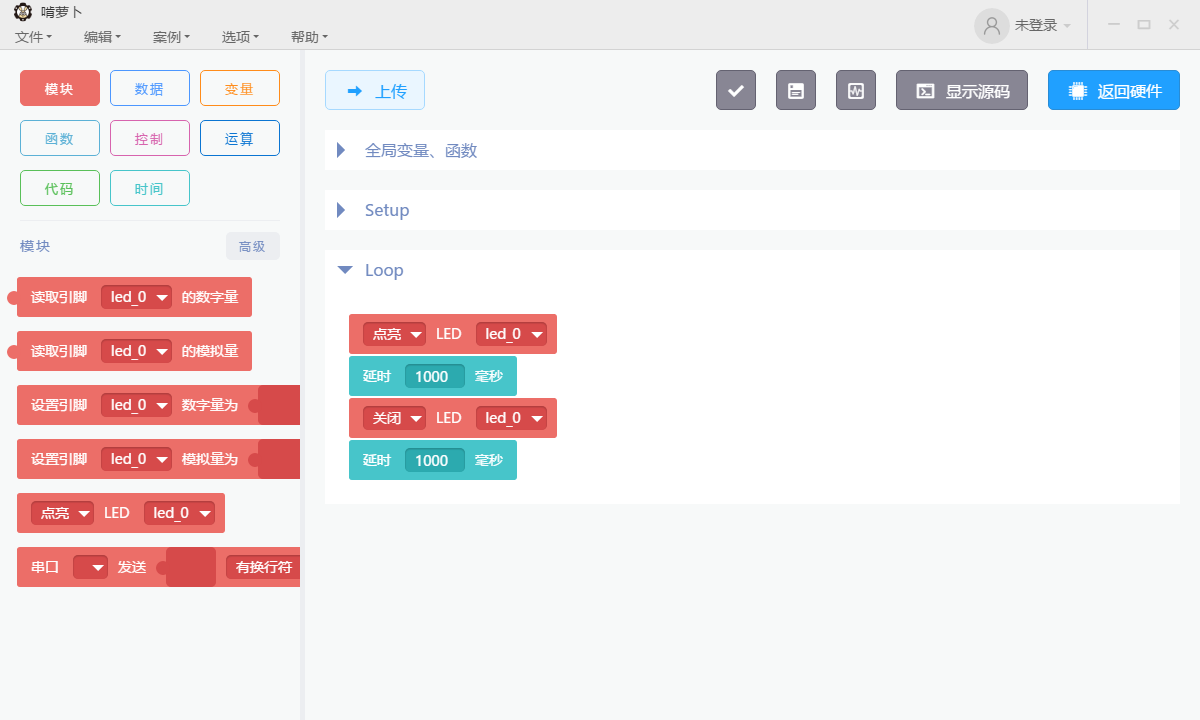 啃萝卜
文件 编辑 案例 选项 帮助
未登录
模块 数据 变量
函数 控制 运算
代码 时间
模块 高级
读取引脚 led_0 的数字量
读取引脚 led_0 的模拟量
设置引脚 led_0 数字量为
设置引脚 led_0 模拟量为
点亮 LED led_0
串口 发送 有换行符
上传 显示源码 返回硬件
全局变量、函数
Setup
Loop
点亮 LED led_0
延时 1000 毫秒
关闭 LED led_0
延时 1000 毫秒